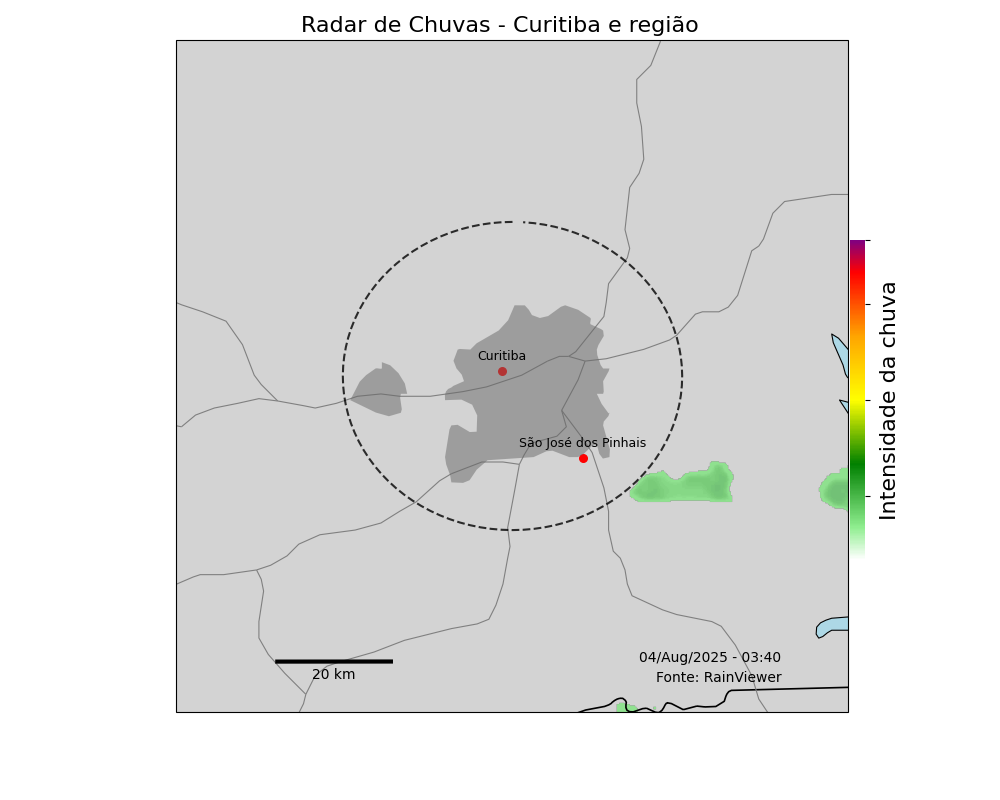 Radar de Chuvas - Curitiba e região
Curitiba
São José dos Pinhais
Intensidade da chuva
20 km
04/Aug/2025 - 03:40
Fonte: RainViewer